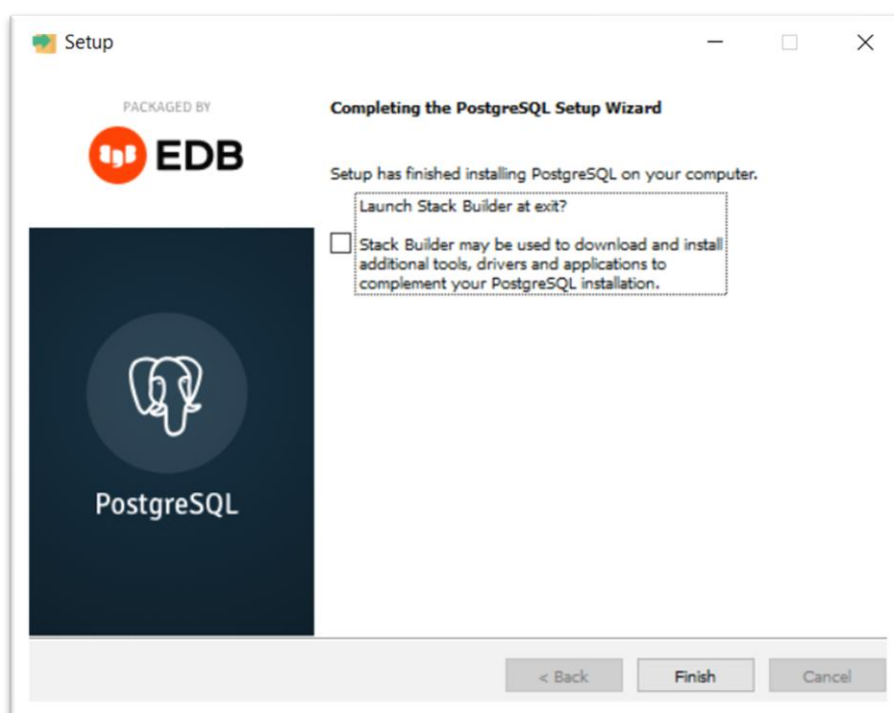 Setup
PACKAGED BY
EDB
PostgreSQL
Completing the PostgreSQL Setup Wizard
Setup has finished installing PostgreSQL on your computer.
Launch Stack Builder at exit?
Stack Builder may be used to download and install
additional tools, drivers and applications to
complement your PostgreSQL installation.
< Back
Finish
Cancel